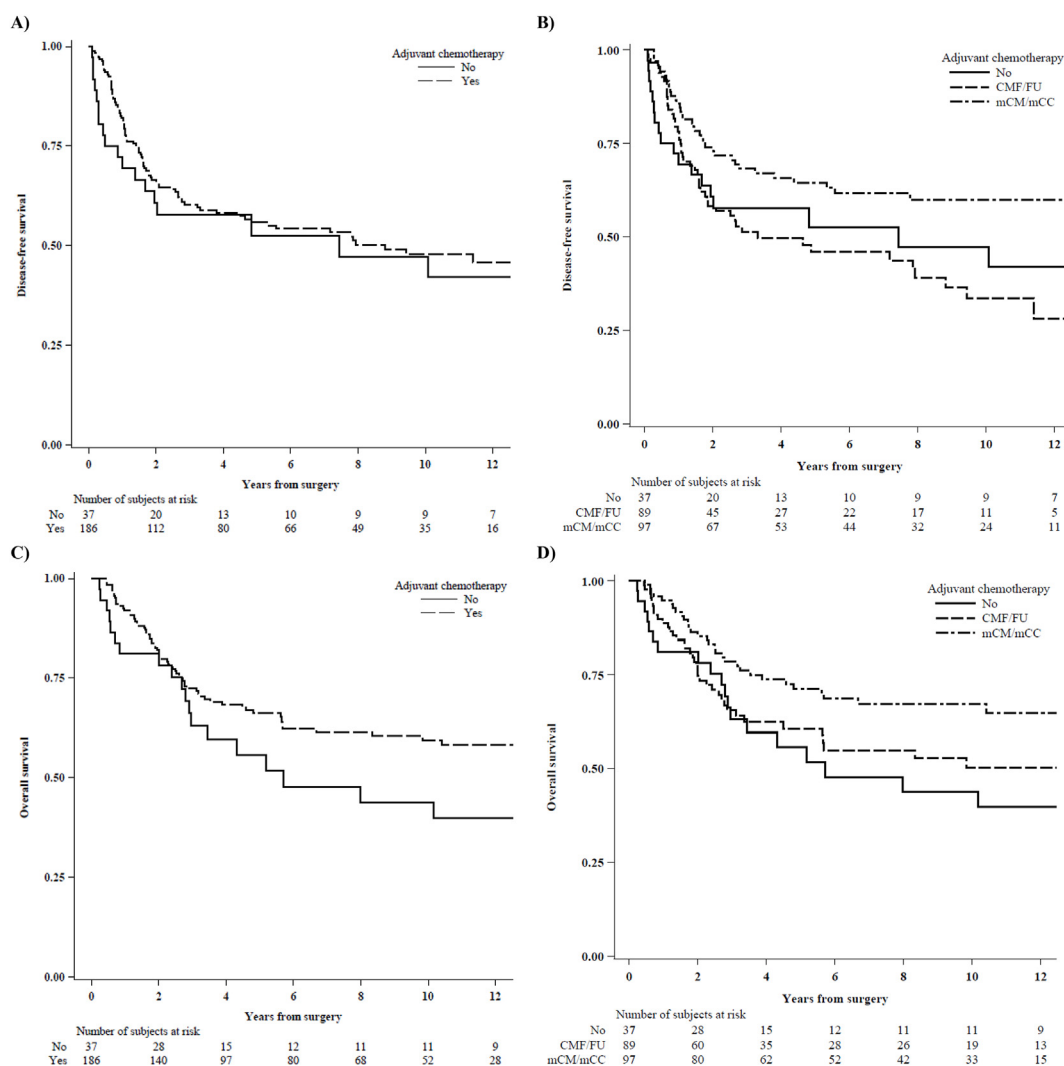 A)
Adjuvant chemotherapy
No
Yes
1.00
0.75
0.50
0.25
0.00
Disease-free survival
0 2 4 6 8 10 12
Years from surgery
Number of subjects at risk
No 37 20 13 10 9 9 7
Yes 186 112 80 66 49 35 16
B)
Adjuvant chemotherapy
No
CMF/FU
mCM/mCC
1.00
0.75
0.50
0.25
0.00
Disease-free survival
0 2 4 6 8 10 12
Years from surgery
Number of subjects at risk
No 37 20 13 10 9 9 7
CMF/FU 89 45 27 22 17 11 5
mCM/mCC 97 67 53 44 32 24 11
C)
Adjuvant chemotherapy
No
Yes
1.00
0.75
0.50
0.25
0.00
Overall survival
0 2 4 6 8 10 12
Years from surgery
Number of subjects at risk
No 37 28 15 12 11 11 9
Yes 186 140 97 80 68 52 28
D)
Adjuvant chemotherapy
No
CMF/FU
mCM/mCC
1.00
0.75
0.50
0.25
0.00
Overall survival
0 2 4 6 8 10 12
Years from surgery
Number of subjects at risk
No 37 28 15 12 11 11 9
CMF/FU 89 60 35 28 26 19 13
mCM/mCC 97 80 62 52 42 33 15